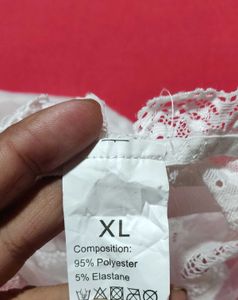 XL
Composition:
95% Polyester
5% Elastane